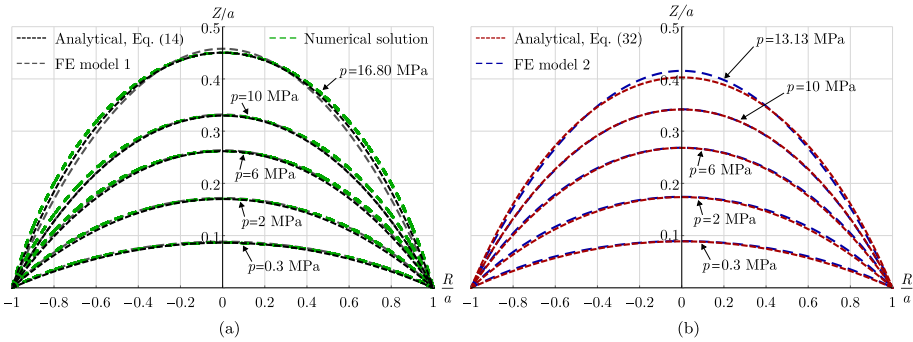 Z/a
0.5
Analytical, Eq. (14)
Numerical solution
FE model 1
p=16.80 MPa
0.4
p=10 MPa
0.3
p=6 MPa
0.2
p=2 MPa
0.1
p=0.3 MPa
−1 −0.8 −0.6 −0.4 −0.2 0 0.2 0.4 0.6 0.8 1
R
a
(a)
Z/a
0.5
Analytical, Eq. (32)
p=13.13 MPa
FE model 2
0.4
p=10 MPa
0.3
p=6 MPa
0.2
p=2 MPa
0.1
p=0.3 MPa
−1 −0.8 −0.6 −0.4 −0.2 0 0.2 0.4 0.6 0.8 1
R
a
(b)